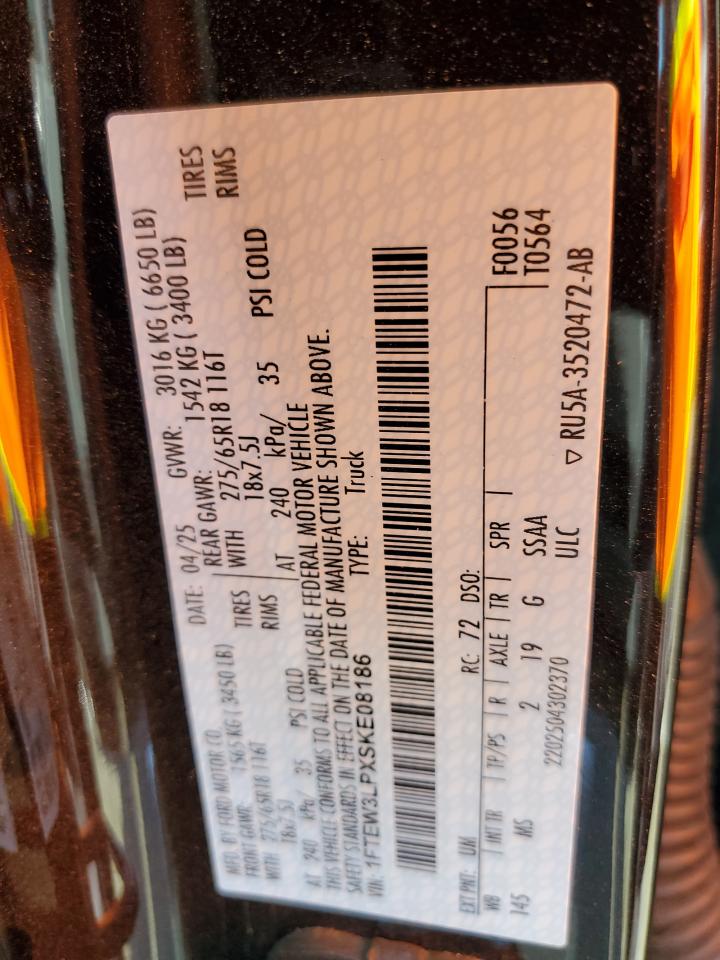 MFD. BY FORD MOTOR CO. DATE: 04/25 GVWR: 3016 KG ( 6650 LB)
FRONT GAWR: 1565 KG ( 3450 LB) REAR GAWR: 1542 KG ( 3400 LB)
WITH 275/65R18 116T TIRES WITH 275/65R18 116T TIRES
18x7.5J RIMS 18x7.5J RIMS
AT 240 kPa/ 35 PSI COLD AT 240 kPa/ 35 PSI COLD
THIS VEHICLE CONFORMS TO ALL APPLICABLE FEDERAL MOTOR VEHICLE
SAFETY STANDARDS IN EFFECT ON THE DATE OF MANUFACTURE SHOWN ABOVE.
VIN: 1FTEW3LPXSKE08186 TYPE: Truck
EXT PNT: UM RC: 72 DSO:
WB INT TR TP/PS R AXLE TR SPR F0056
145 MS 2 19 G SSAA T0564
ULC
2202504302370
▽ RU5A-3520472-AB